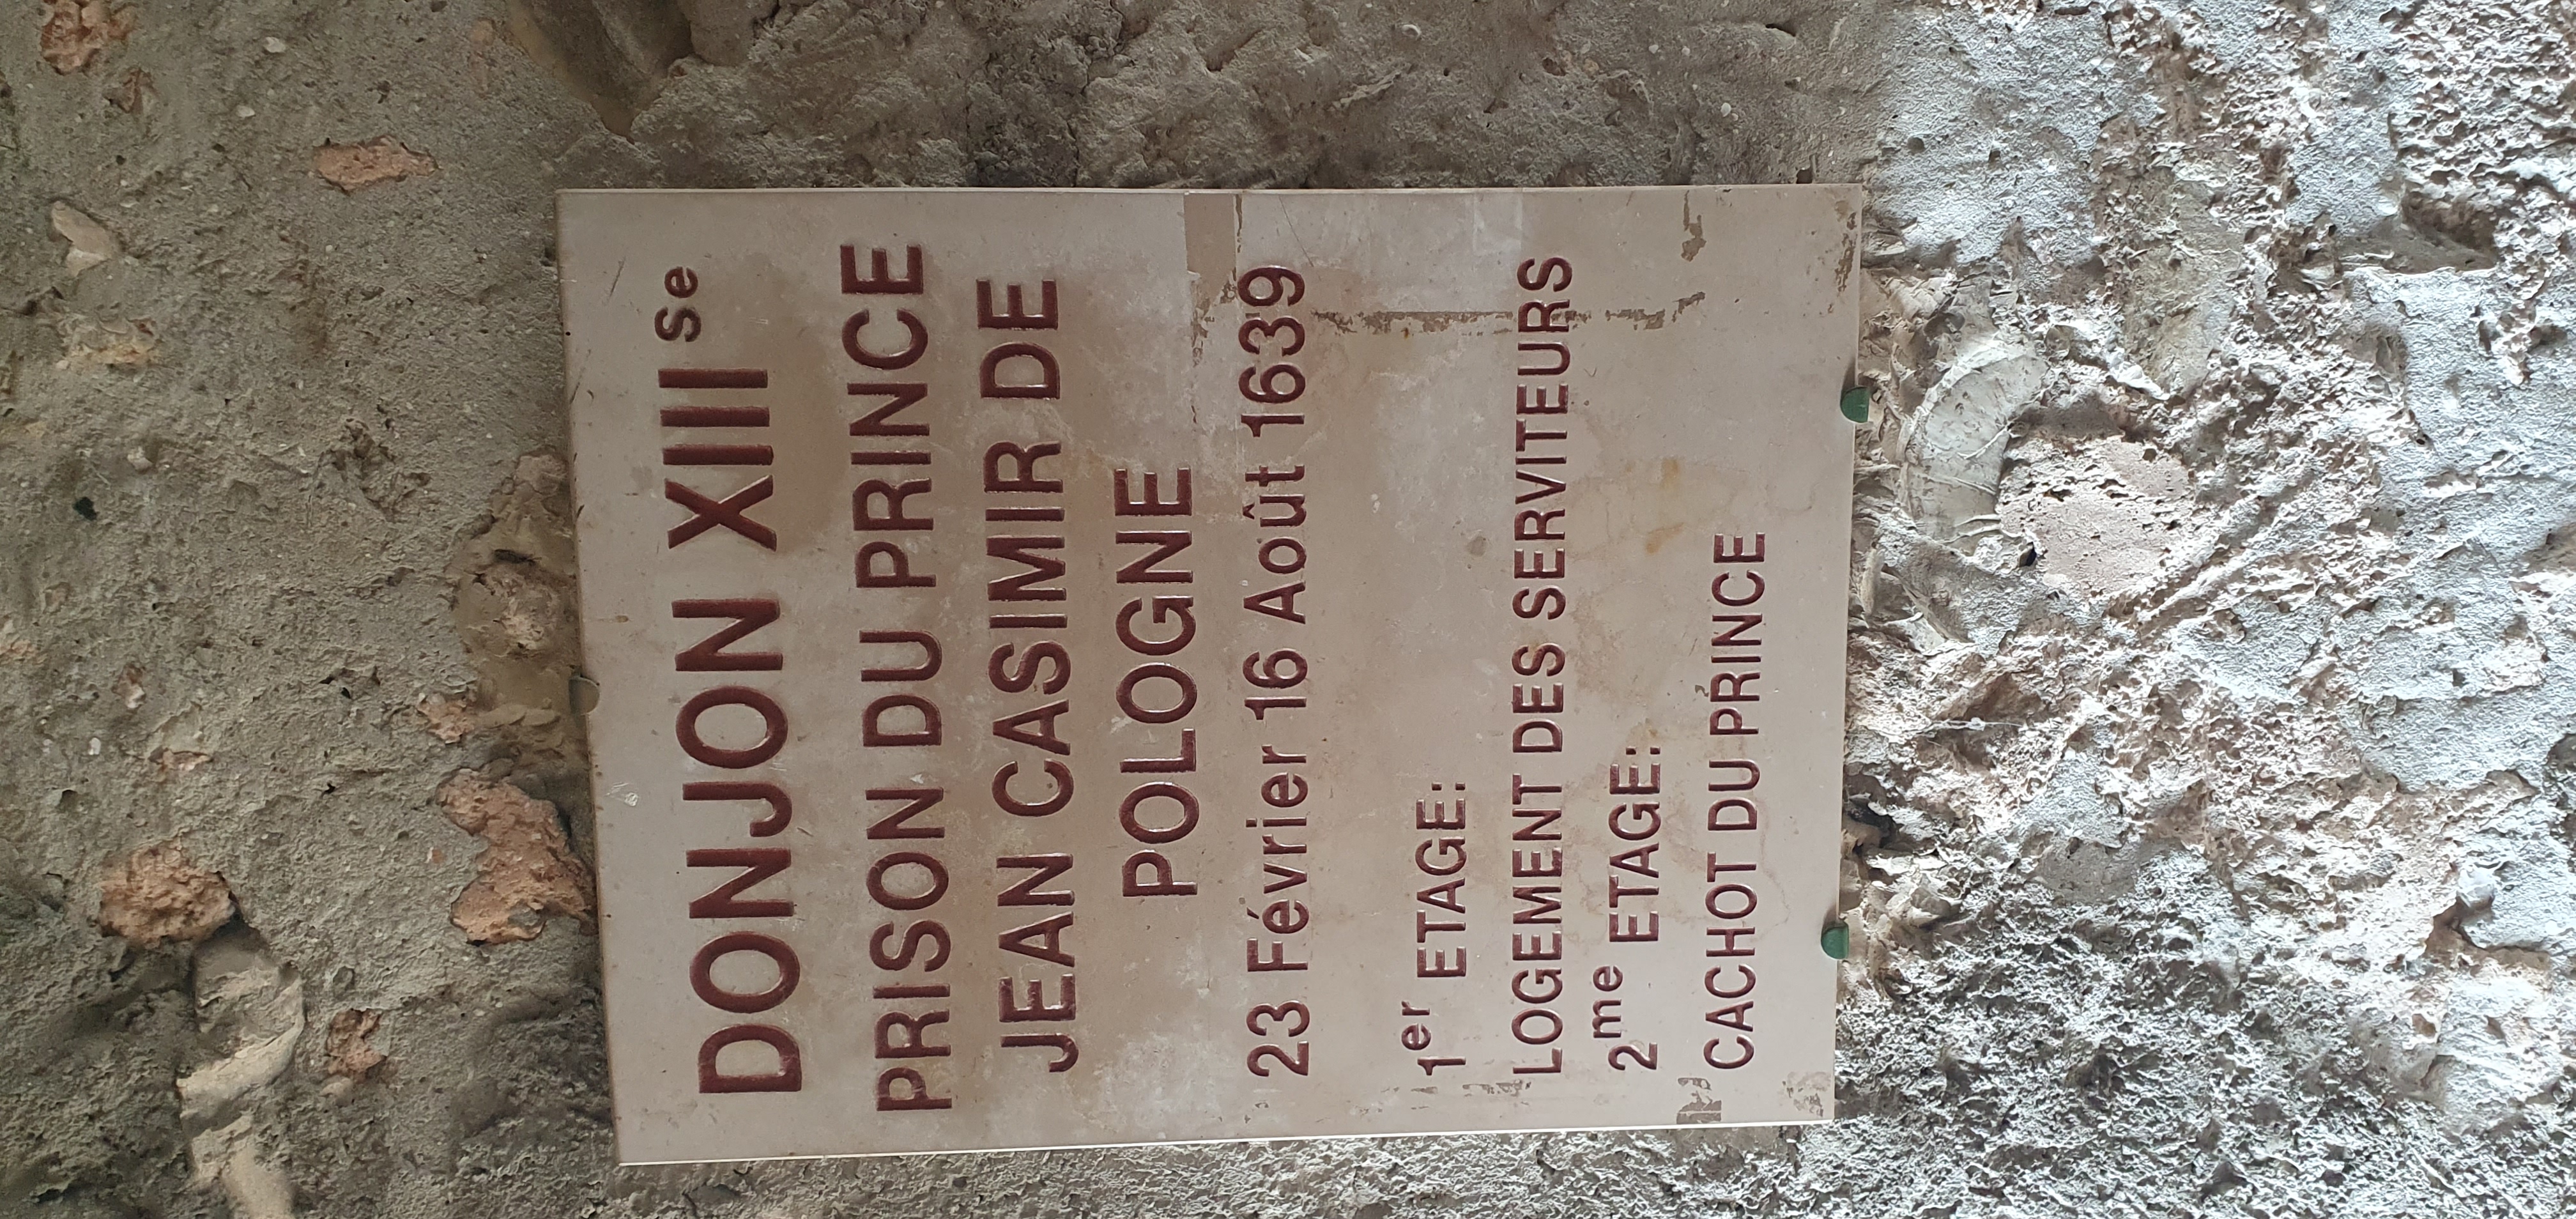 DONJON XIII Se
PRISON DU PRINCE
JEAN CASIMIR DE
POLOGNE
23 Février 16 Août 1639
1er ETAGE:
LOGEMENT DES SERVITEURS
2me ETAGE:
CACHOT DU PRINCE